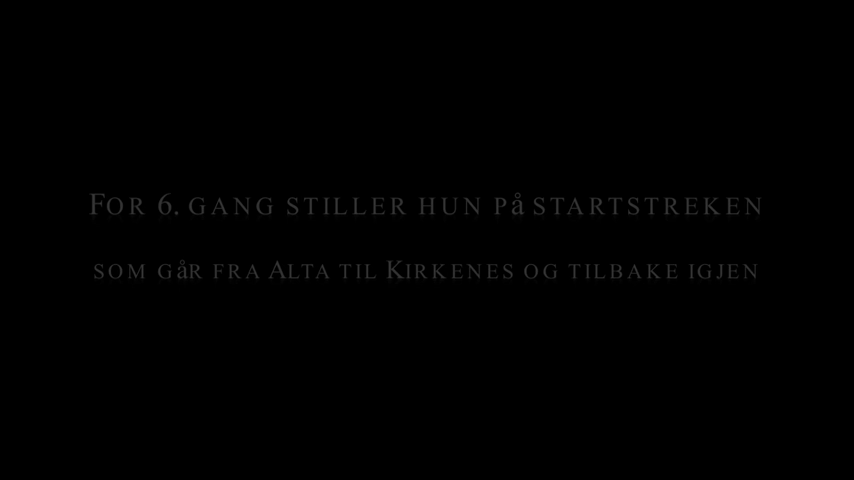 For 6. gang stiller hun på startstreken
som går fra Alta til Kirkenes og tilbake igjen